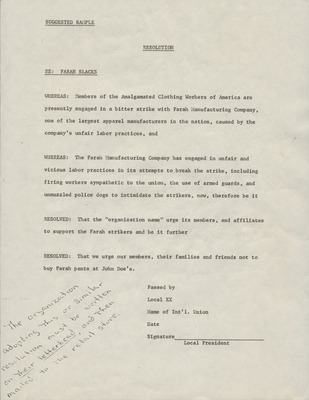 SUGGESTED SAMPLE
RESOLUTION
RE: FARAH SLACKS
WHEREAS: Members of the Amalgamated Clothing Workers of America are
presently engaged in a bitter strike with Farah Manufacturing Company,
one of the largest apparel manufacturers in the nation, caused by the
company's unfair labor practices, and
WHEREAS: The Farah Manufacturing Company has engaged in unfair and
vicious labor practices in its attempt to break the strike, including
firing workers sympathetic to the union, the use of armed guards, and
unmuzzled police dogs to intimidate the strikers, now, therefore be it
RESOLVED: That the "organization name" urge its members, and affiliates
to support the Farah strikers and be it further
RESOLVED: That we urge our members, their families and friends not to
buy Farah pants at John Doe's.
Passed by
Local XX
Name of Int'l. Union
Date
Signature
Local President
The organization
adopting this or similar
resolution must be written
on their letterhead, and then
mailed to the retail store.